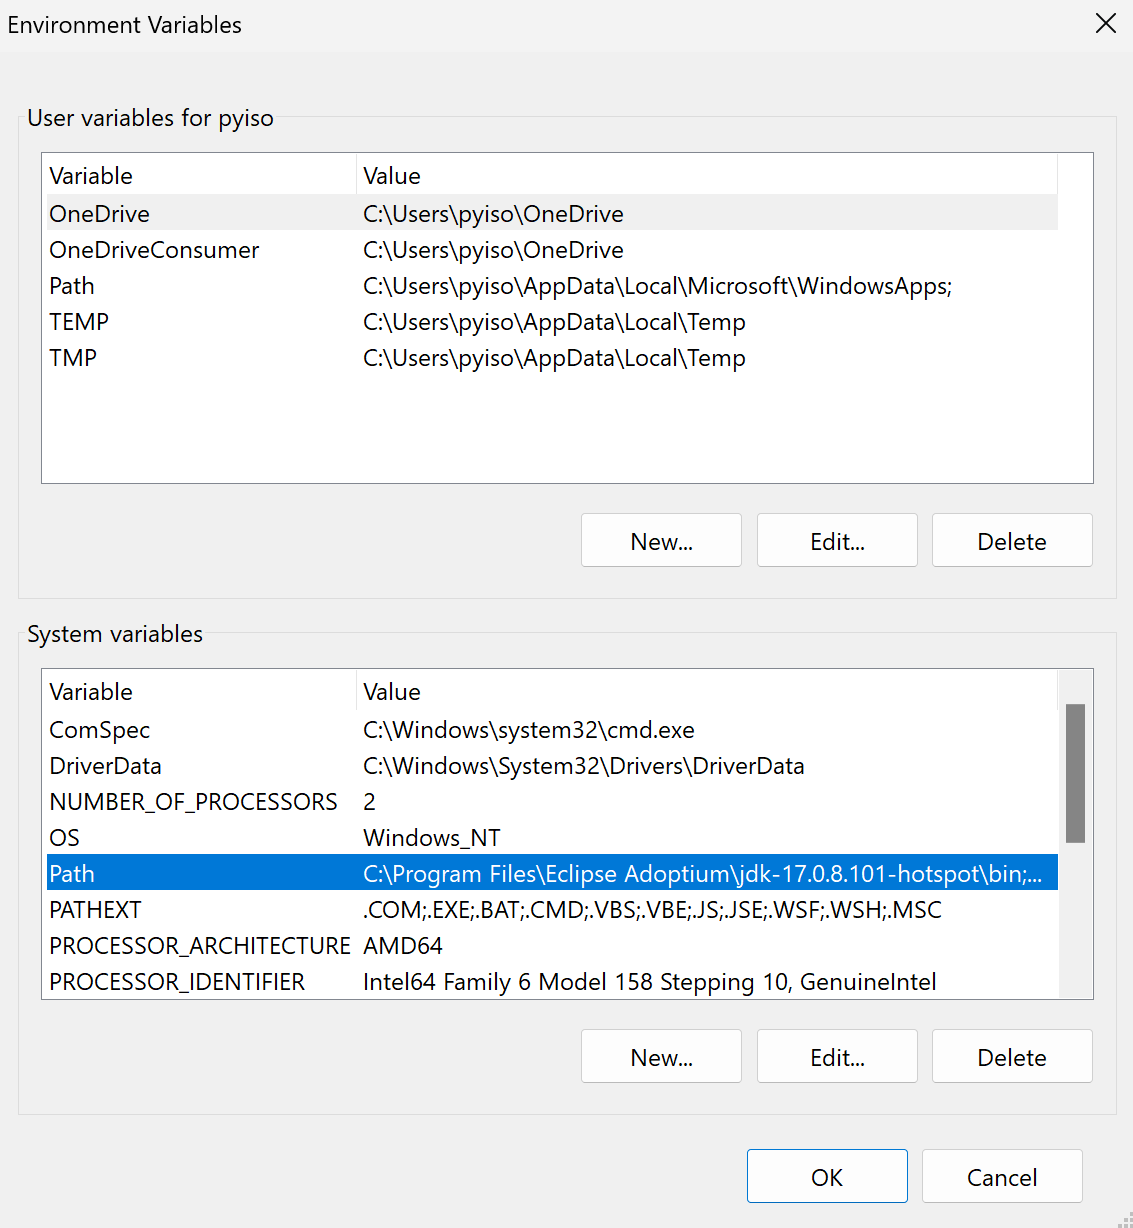 Environment Variables
User variables for pyiso
Variable Value
OneDrive C:\Users\pyiso\OneDrive
OneDriveConsumer C:\Users\pyiso\OneDrive
Path C:\Users\pyiso\AppData\Local\Microsoft\WindowsApps;
TEMP C:\Users\pyiso\AppData\Local\Temp
TMP C:\Users\pyiso\AppData\Local\Temp
New... Edit... Delete
System variables
Variable Value
ComSpec C:\Windows\system32\cmd.exe
DriverData C:\Windows\System32\Drivers\DriverData
NUMBER_OF_PROCESSORS 2
OS Windows_NT
Path C:\Program Files\Eclipse Adoptium\jdk-17.0.8.101-hotspot\bin;...
PATHEXT .COM;.EXE;.BAT;.CMD;.VBS;.VBE;.JS;.JSE;.WSF;.WSH;.MSC
PROCESSOR_ARCHITECTURE AMD64
PROCESSOR_IDENTIFIER Intel64 Family 6 Model 158 Stepping 10, GenuineIntel
New... Edit... Delete
OK Cancel